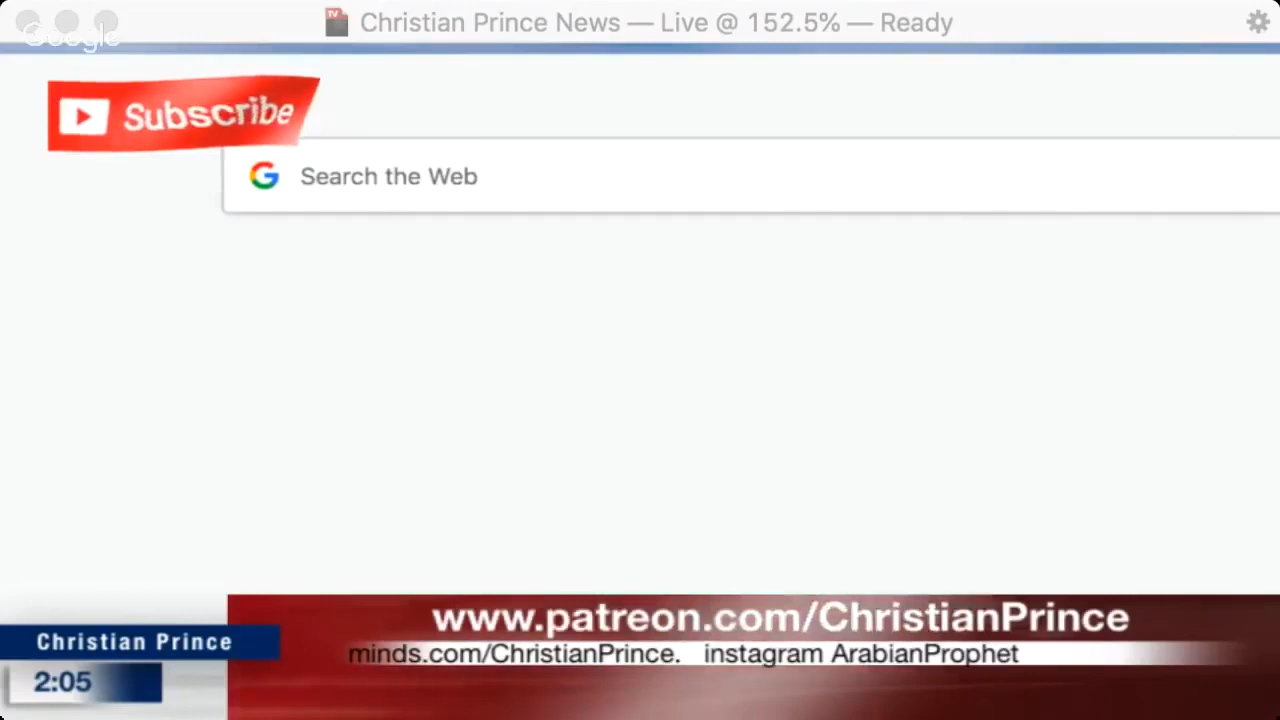 Christian Prince News — Live @ 152.5% — Ready
Google
Subscribe
G Search the Web
www.patreon.com/ChristianPrince
minds.com/ChristianPrince. instagram ArabianProphet
Christian Prince
2:05